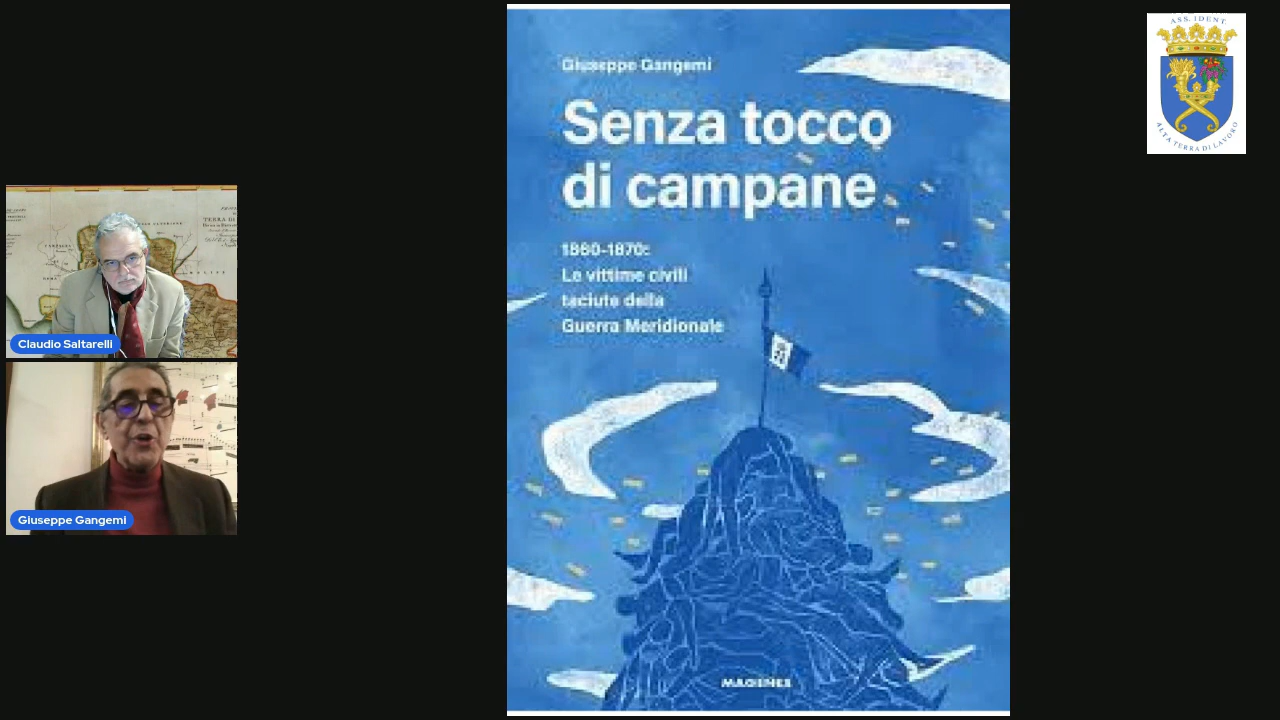 Giuseppe Gangemi
Senza tocco
di campane
1860-1870:
Le vittime civili
taciute della
Guerra Meridionale
MAGENES
ASS. IDENT.
ALTA TERRA DI LAVORO
Claudio Saltarelli
Giuseppe Gangemi